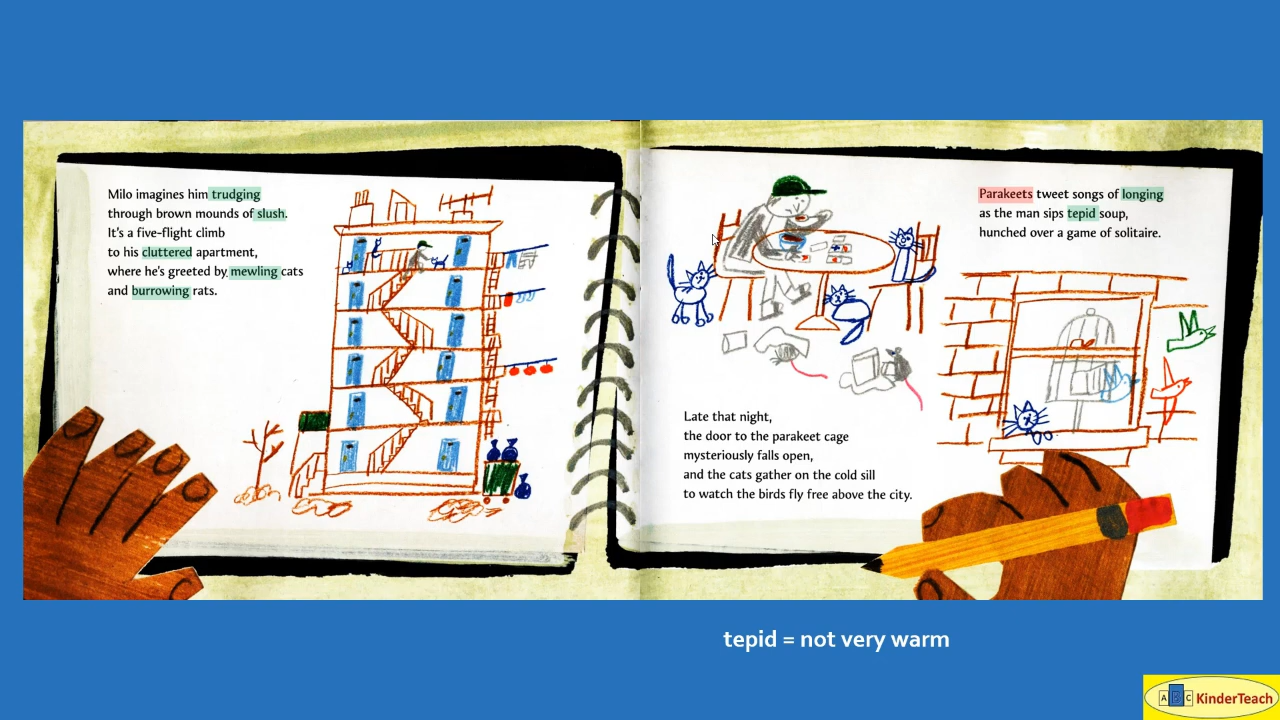 Milo imagines him trudging
through brown mounds of slush.
It's a five-flight climb
to his cluttered apartment,
where he's greeted by mewling cats
and burrowing rats.
Parakeets tweet songs of longing
as the man sips tepid soup,
hunched over a game of solitaire.
Late that night,
the door to the parakeet cage
mysteriously falls open,
and the cats gather on the cold sill
to watch the birds fly free above the city.
tepid = not very warm
A B C KinderTeach